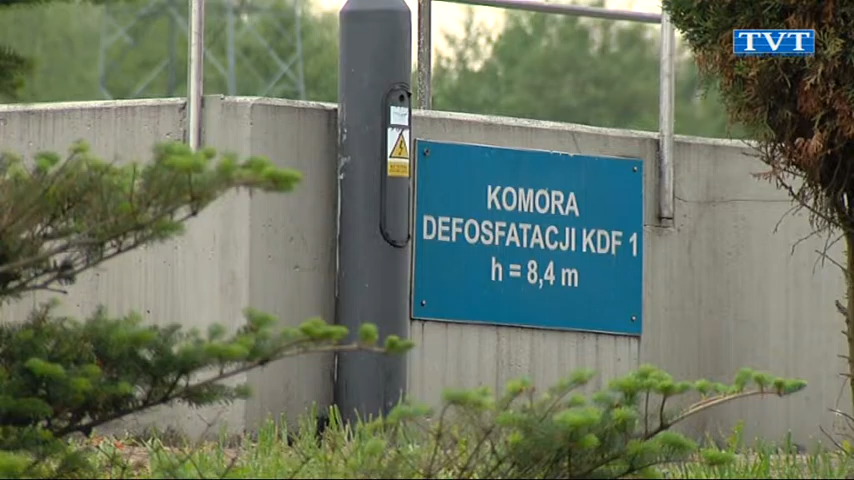 TVT
KOMORA
DEFOSFATACJI KDF 1
h = 8,4 m